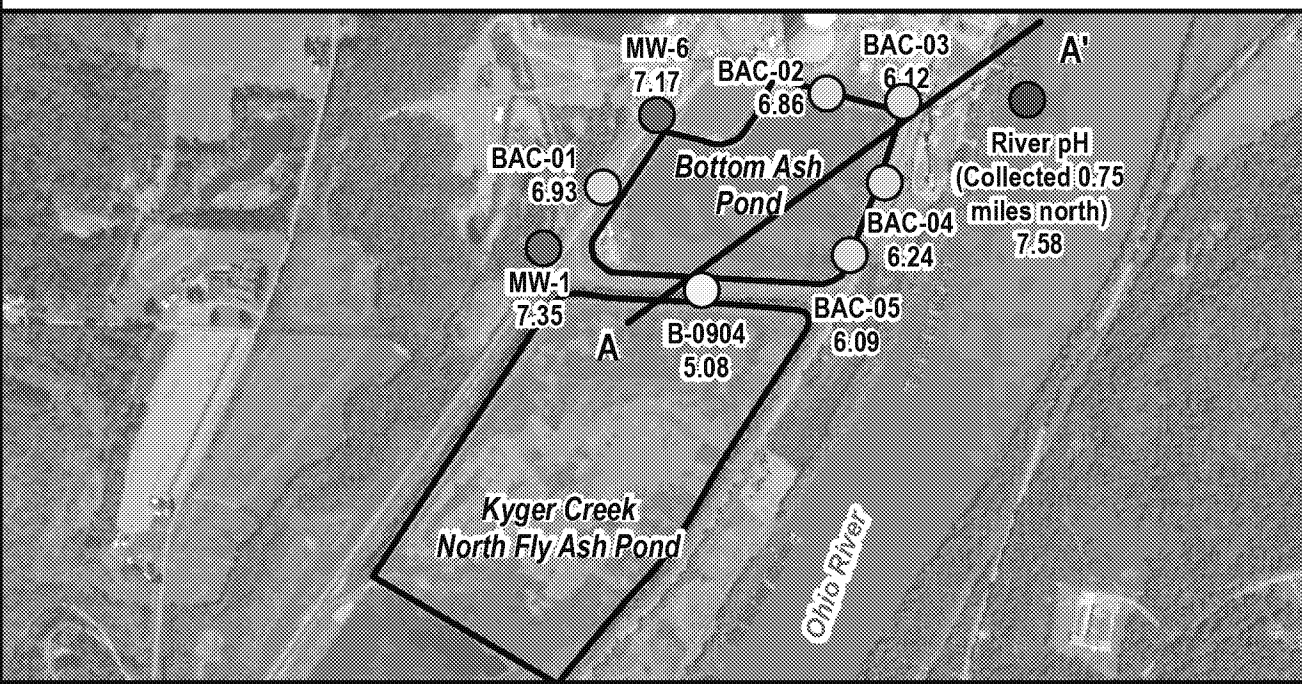 MW-6
7.17
BAC-02
6.86
BAC-03
6.12
A'
BAC-01
6.93
Bottom Ash
Pond
River pH
(Collected 0.75
miles north)
7.58
BAC-04
6.24
MW-1
7.35
A
B-0904
5.08
BAC-05
6.09
Kyger Creek
North Fly Ash Pond
Ohio River